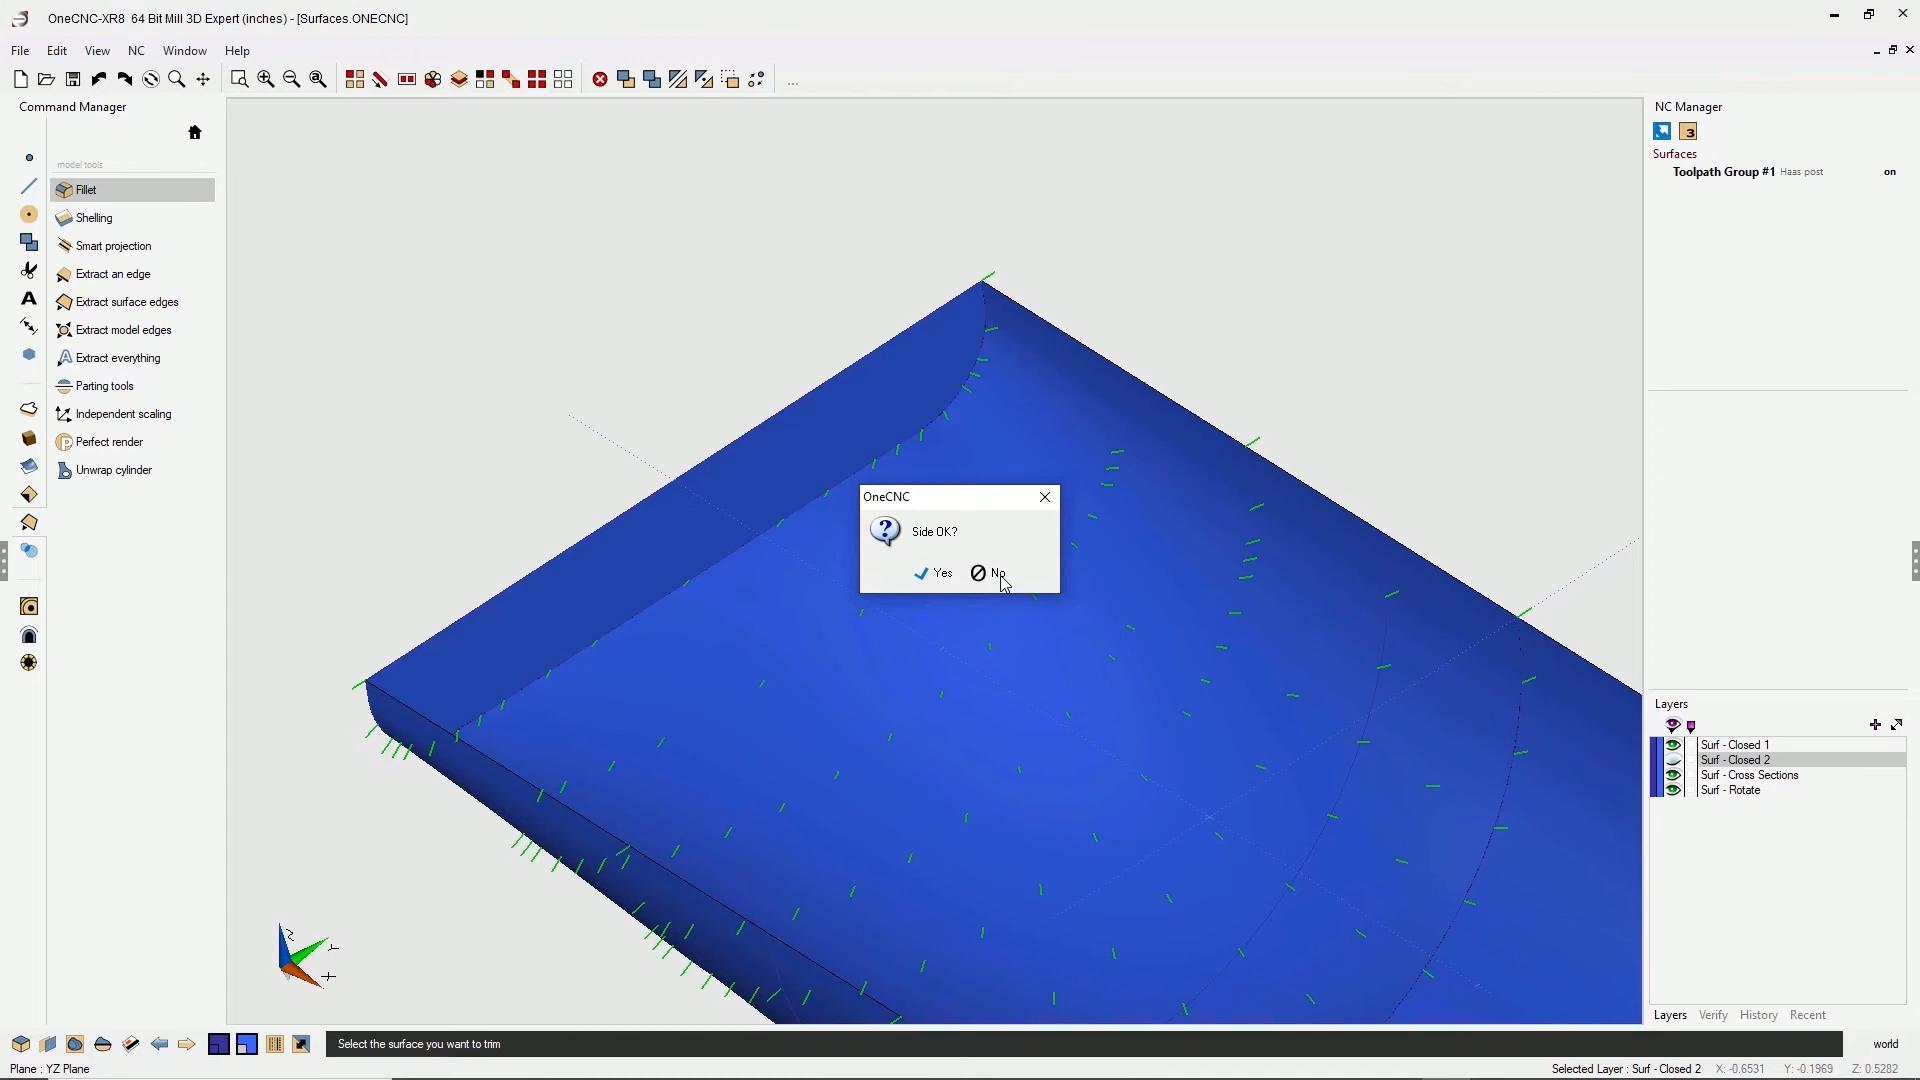 OneCNC-XR8 64 Bit Mill 3D Expert (inches) - [Surfaces.ONECNC]
File Edit View NC Window Help
...
Command Manager
model tools
Fillet
Shelling
Smart projection
Extract an edge
Extract surface edges
Extract model edges
Extract everything
Parting tools
Independent scaling
Perfect render
Unwrap cylinder
OneCNC
Side OK?
Yes No
NC Manager
Surfaces
Toolpath Group #1 Haas post on
Layers
Surf - Closed 1
Surf - Closed 2
Surf - Cross Sections
Surf - Rotate
Layers Verify History Recent
Select the surface you want to trim
world
Plane : YZ Plane
Selected Layer : Surf - Closed 2 X: -0.6531 Y: -0.1969 Z: 0.5282